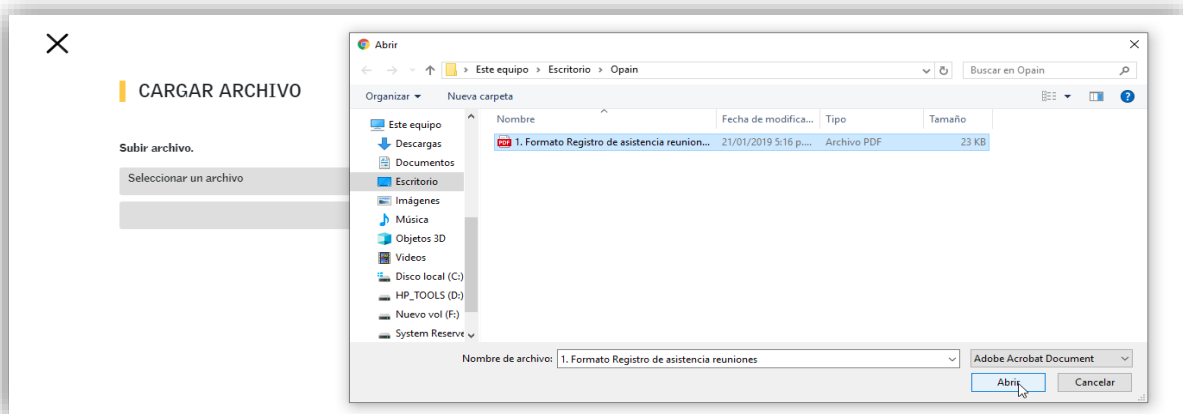 CARGAR ARCHIVO
Subir archivo.
Seleccionar un archivo
Abrir
Este equipo > Escritorio > Opain
Buscar en Opain
Organizar
Nueva carpeta
Nombre
Fecha de modifica...
Tipo
Tamaño
PDF
1. Formato Registro de asistencia reunion...
21/01/2019 5:16 p....
Archivo PDF
23 KB
Este equipo
Descargas
Documentos
Escritorio
Imágenes
Música
Objetos 3D
Videos
Disco local (C:)
HP_TOOLS (D:)
Nuevo vol (F:)
System Reserve
Nombre de archivo:
1. Formato Registro de asistencia reuniones
Adobe Acrobat Document
Abrir
Cancelar